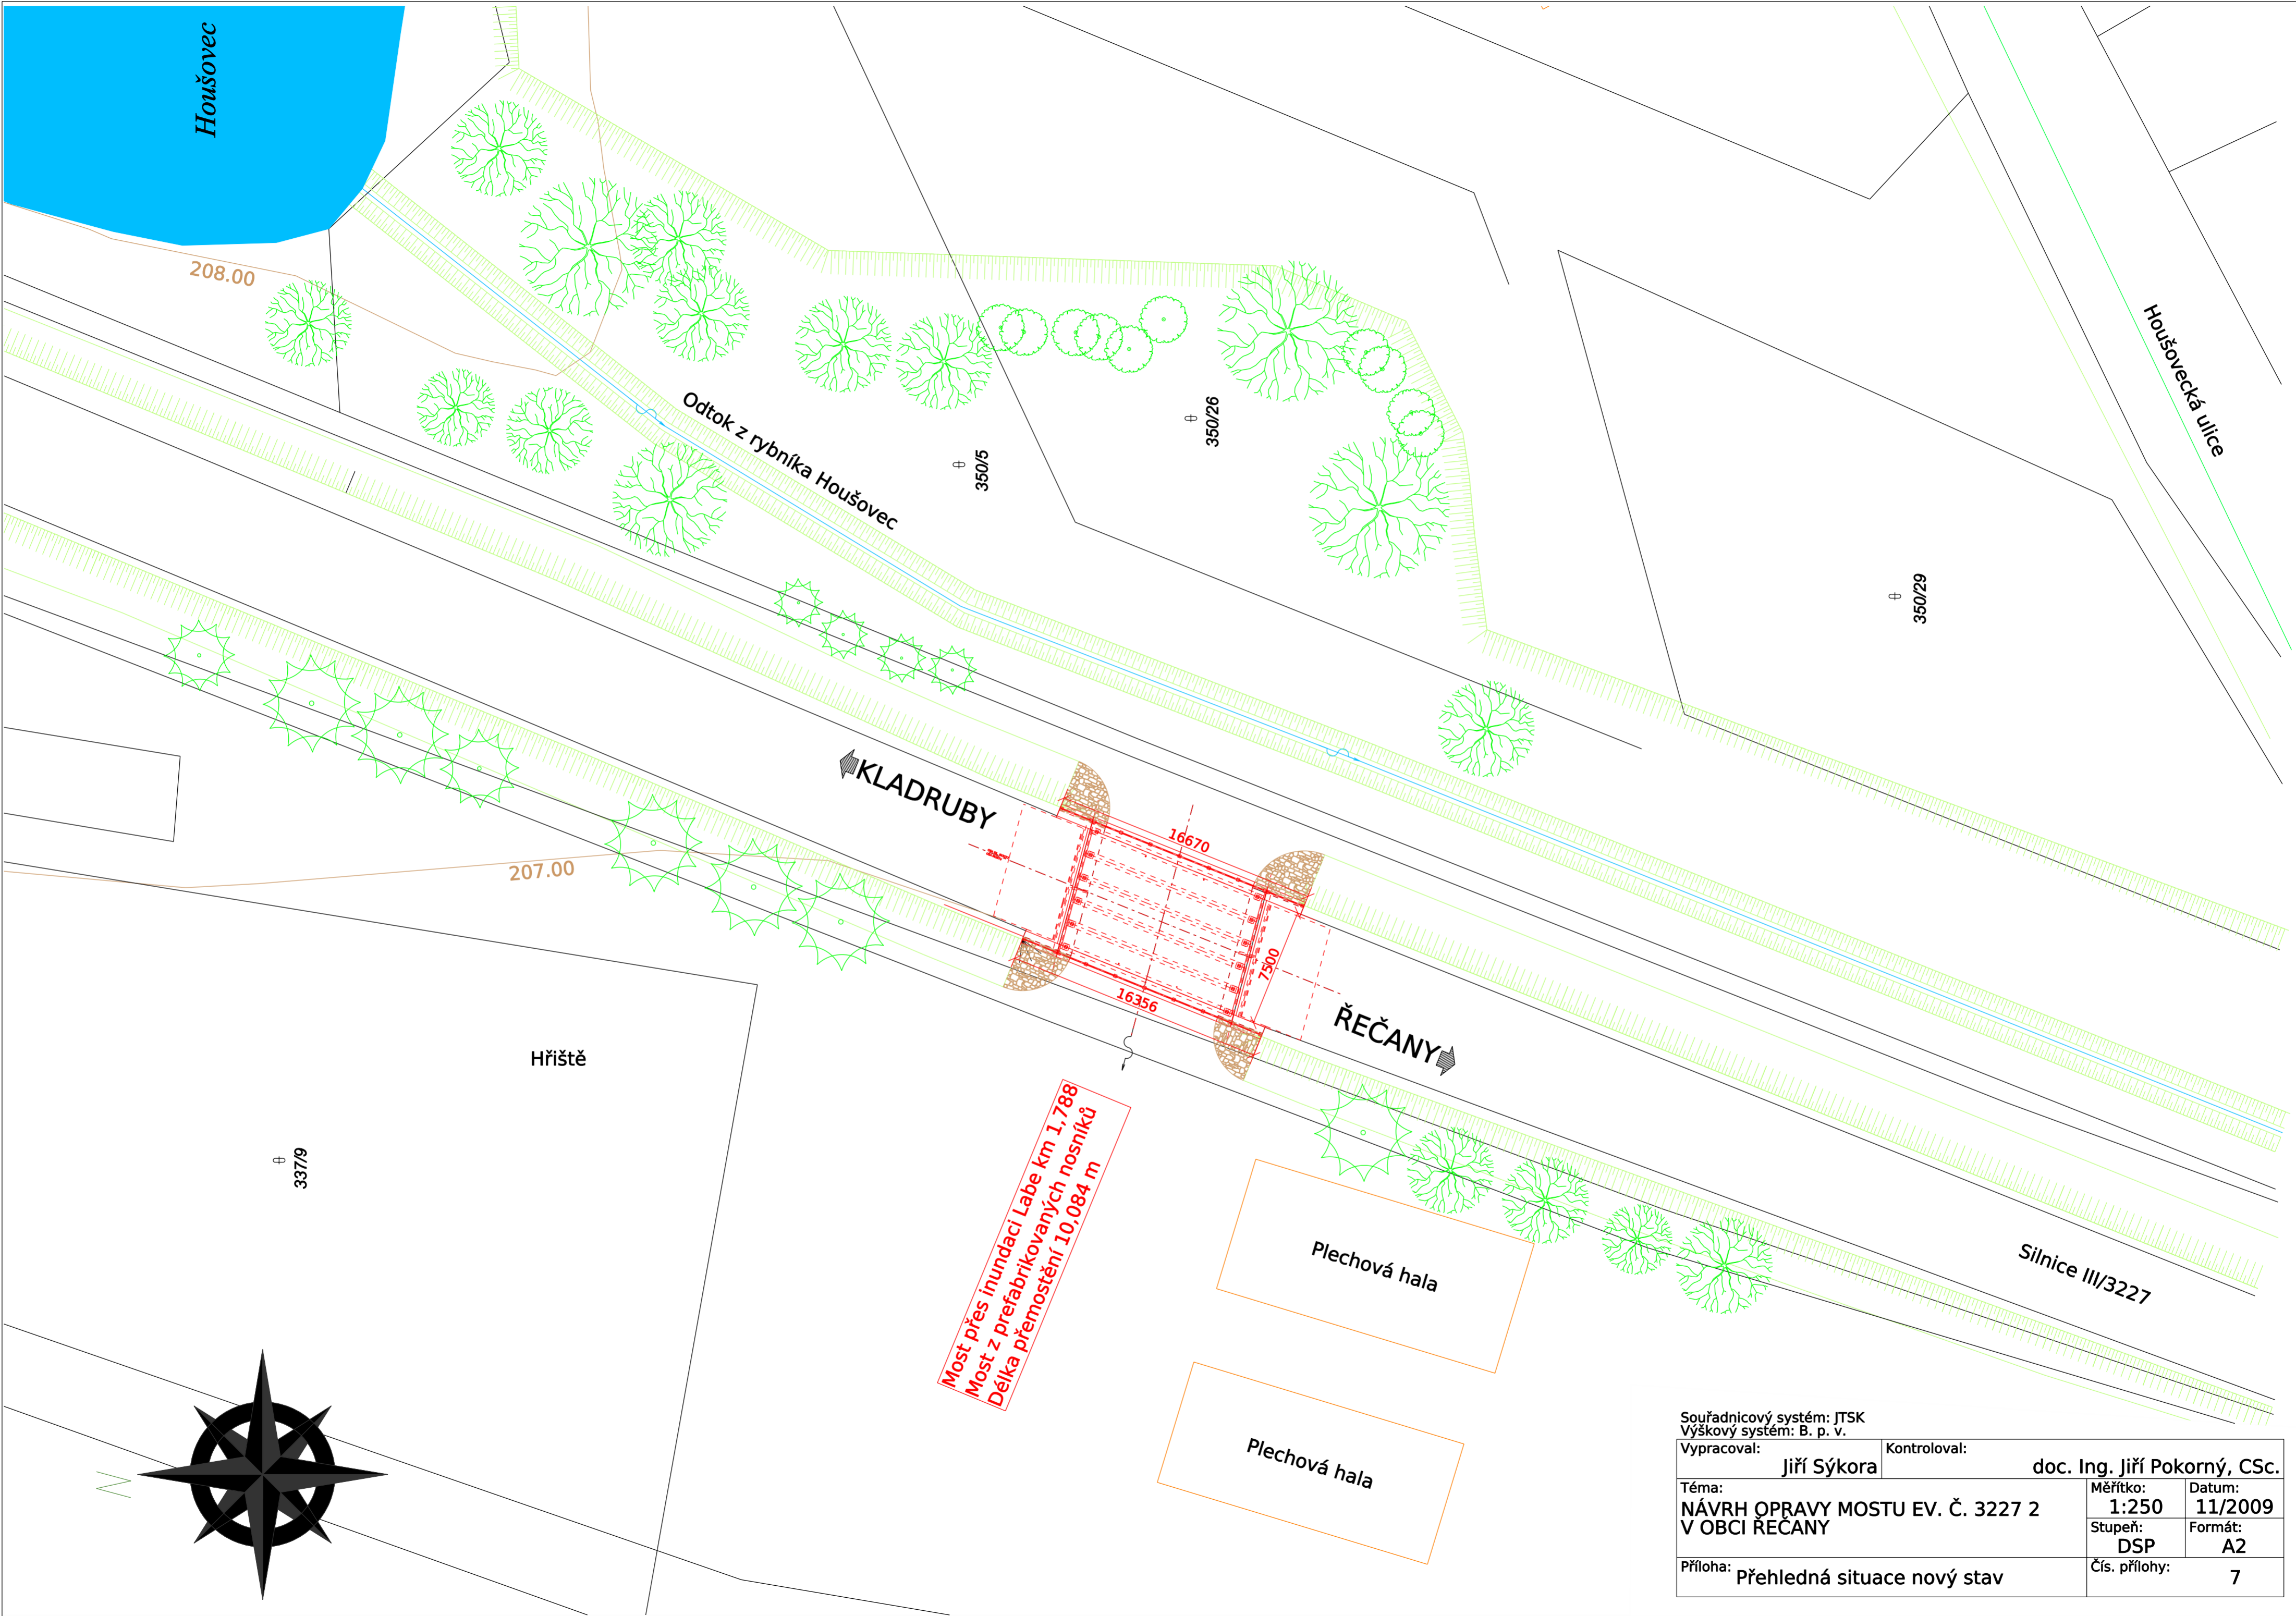 Houšovec
208.00
Odtok z rybníka Houšovec
350/5
350/26
350/29
Houšovecká ulice
KLADRUBY
16670
7500
16356
ŘEČANY
207.00
Hřiště
337/9
Most přes inundaci Labe km 1,788
Most z prefabrikovaných nosníků
Délka přemostění 10,084 m
Plechová hala
Plechová hala
Silnice III/3227
N
Souřadnicový systém: JTSK
Výškový systém: B. p. v.
Vypracoval:
Jiří Sýkora
Kontroloval:
doc. Ing. Jiří Pokorný, CSc.
Téma:
NÁVRH OPRAVY MOSTU EV. Č. 3227 2
V OBCI ŘEČANY
Měřítko:
1:250
Datum:
11/2009
Stupeň:
DSP
Formát:
A2
Příloha: Přehledná situace nový stav
Čís. přílohy:
7